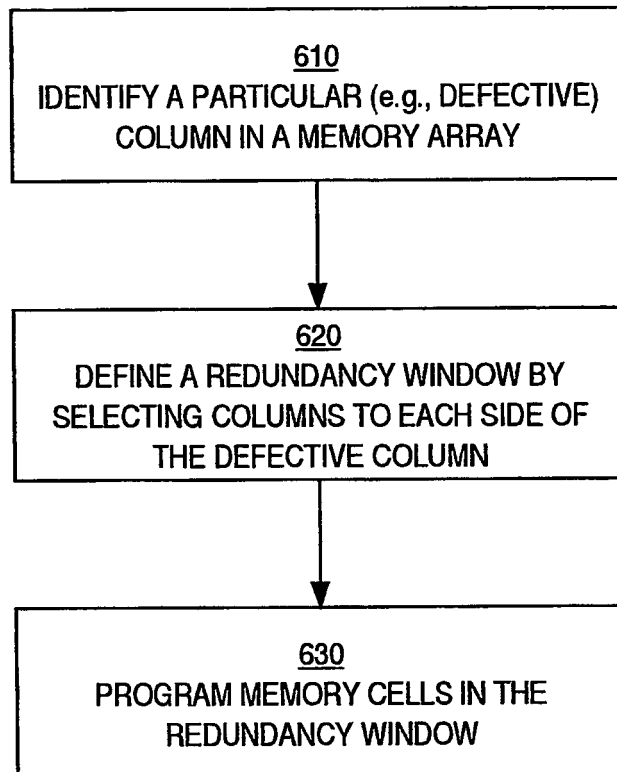 610
IDENTIFY A PARTICULAR (e.g., DEFECTIVE)
COLUMN IN A MEMORY ARRAY
620
DEFINE A REDUNDANCY WINDOW BY
SELECTING COLUMNS TO EACH SIDE OF
THE DEFECTIVE COLUMN
630
PROGRAM MEMORY CELLS IN THE
REDUNDANCY WINDOW